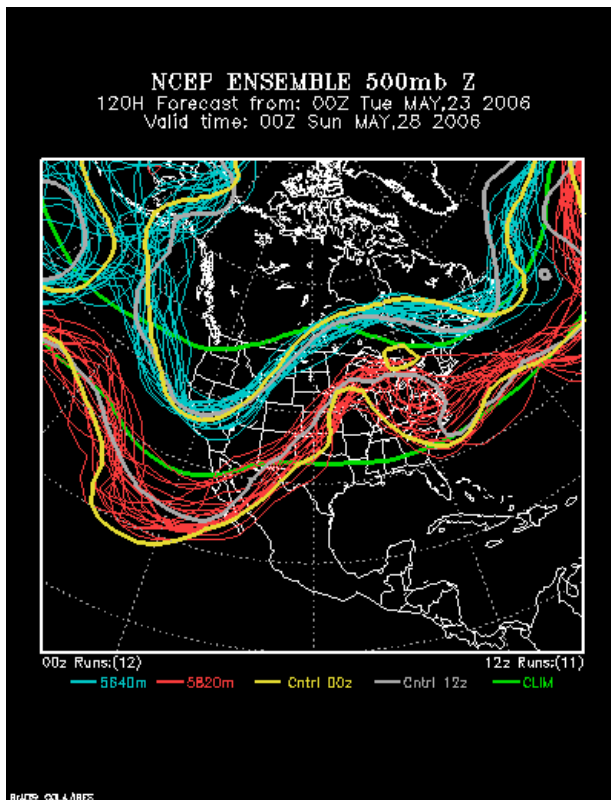 NCEP ENSEMBLE 500mb Z
120H Forecast from: 00Z Tue MAY,23 2006
Valid time: 00Z Sun MAY,28 2006
00z Runs:(12) 12z Runs:(11)
5640m 5820m Cntrl 00z Cntrl 12z CLIM